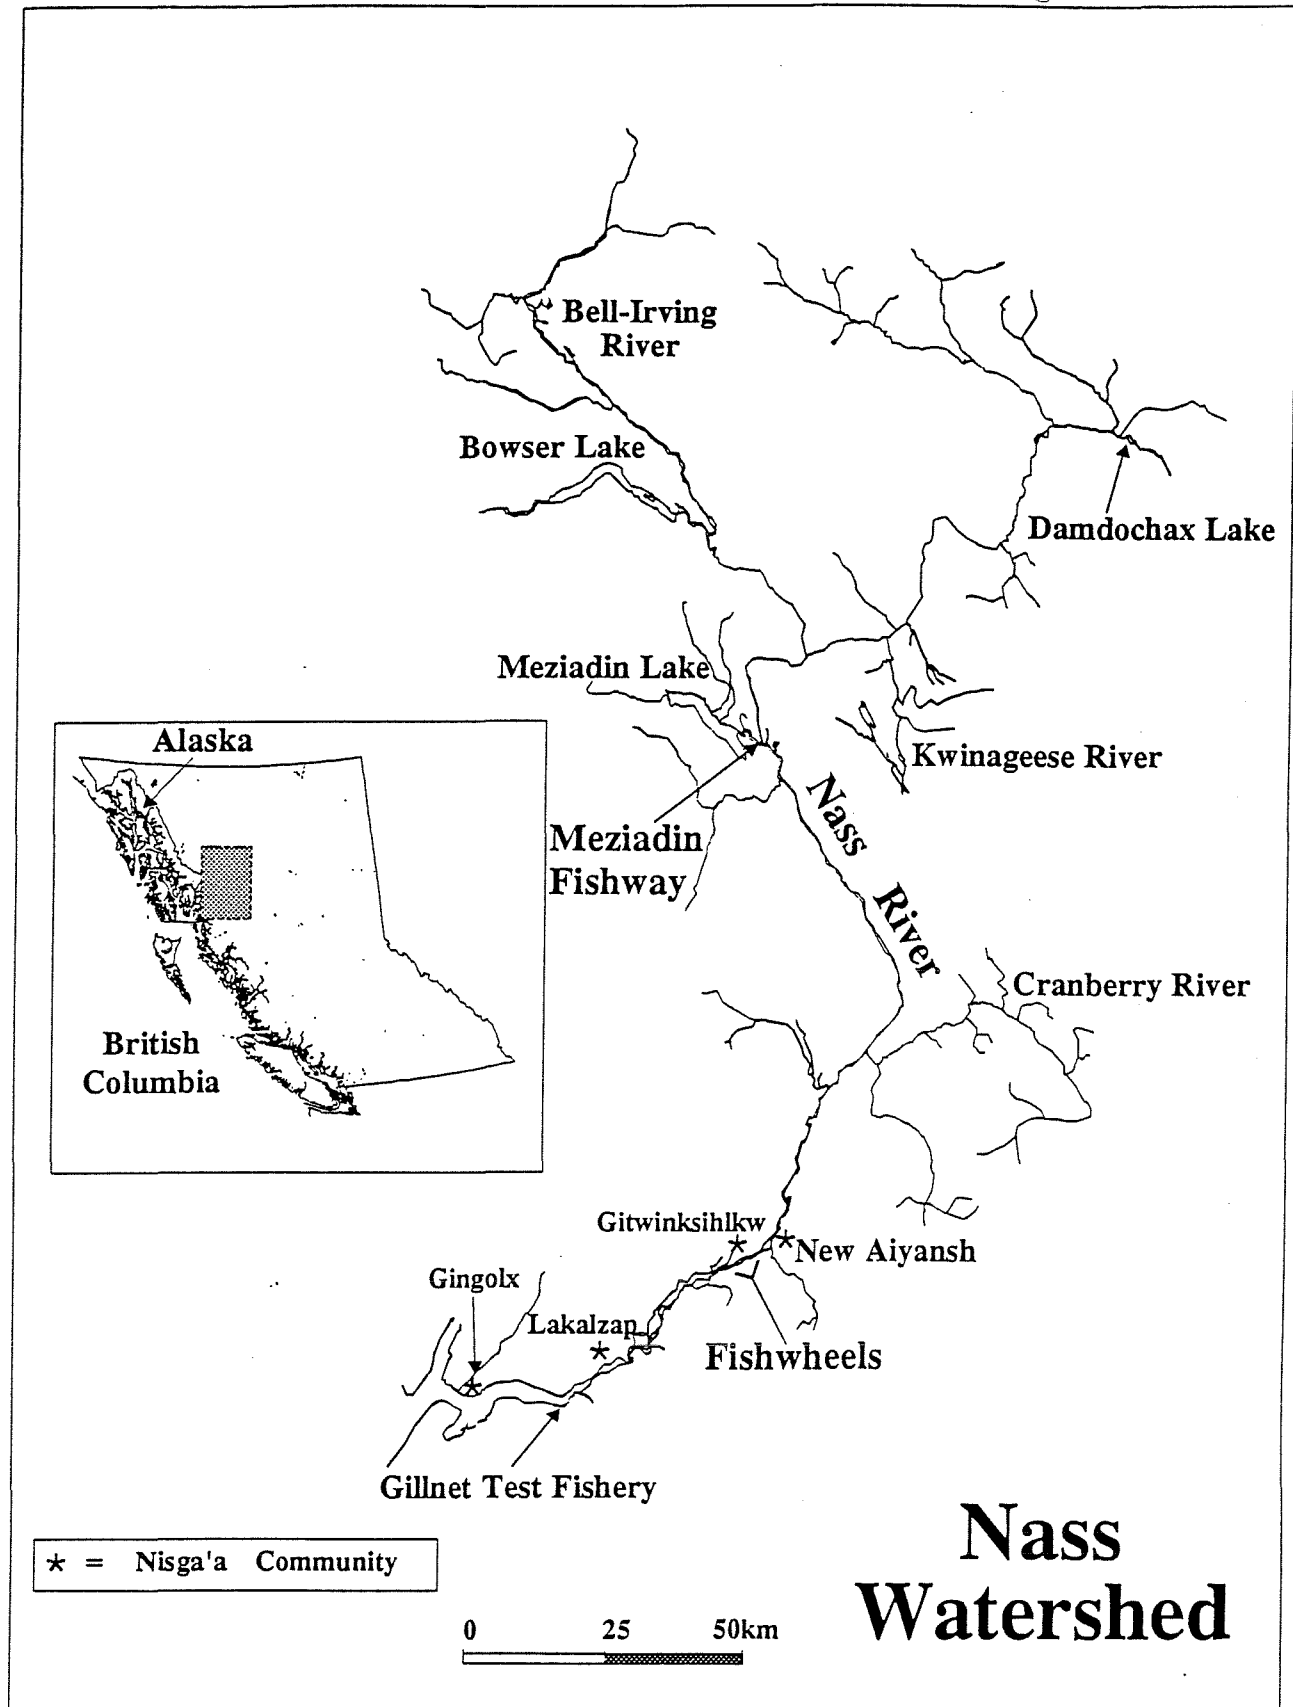 Bell-Irving
River
Bowser Lake
Damdochax Lake
Meziadin Lake
Kwinageese River
Alaska
Nass
River
Meziadin
Fishway
Cranberry River
British
Columbia
Gitwinksihlkw
New Aiyansh
Gingolx
Lakalzap
Fishwheels
Gillnet Test Fishery
Nass
Watershed
* = Nisga'a Community
0 25 50km